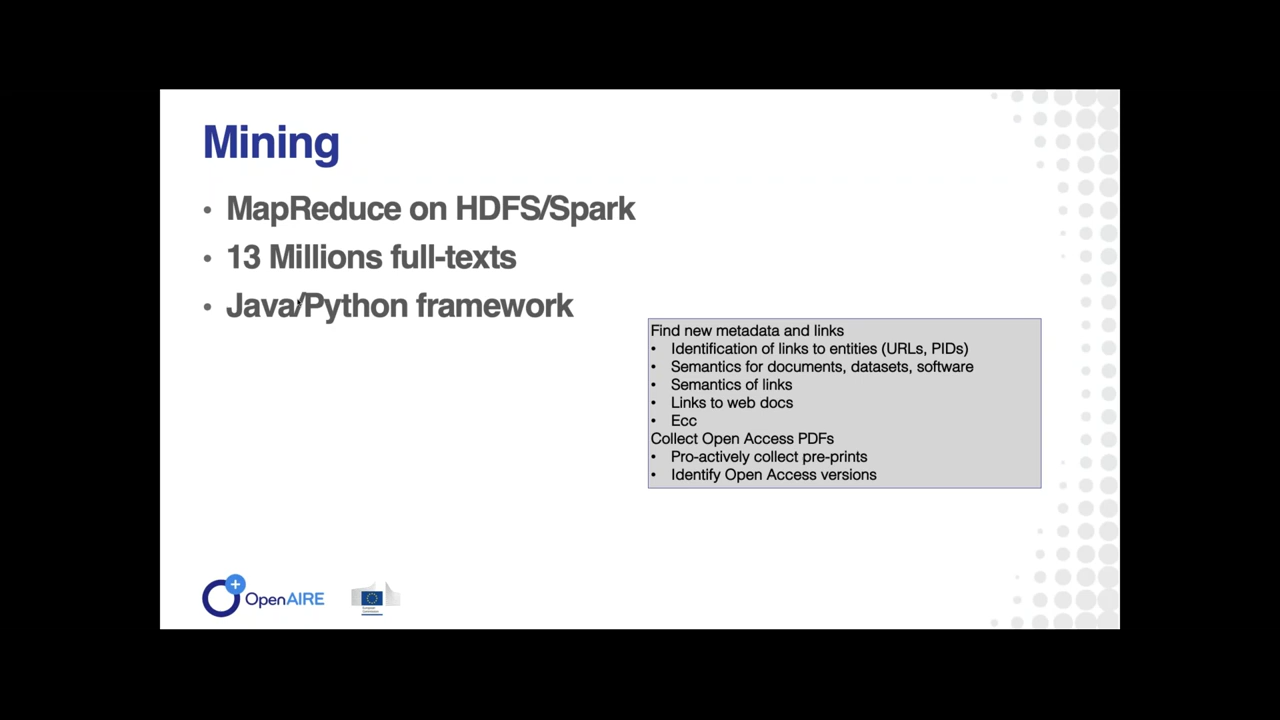 Mining
• MapReduce on HDFS/Spark
• 13 Millions full-texts
• Java/Python framework
Find new metadata and links
• Identification of links to entities (URLs, PIDs)
• Semantics for documents, datasets, software
• Semantics of links
• Links to web docs
• Ecc
Collect Open Access PDFs
• Pro-actively collect pre-prints
• Identify Open Access versions
OpenAIRE